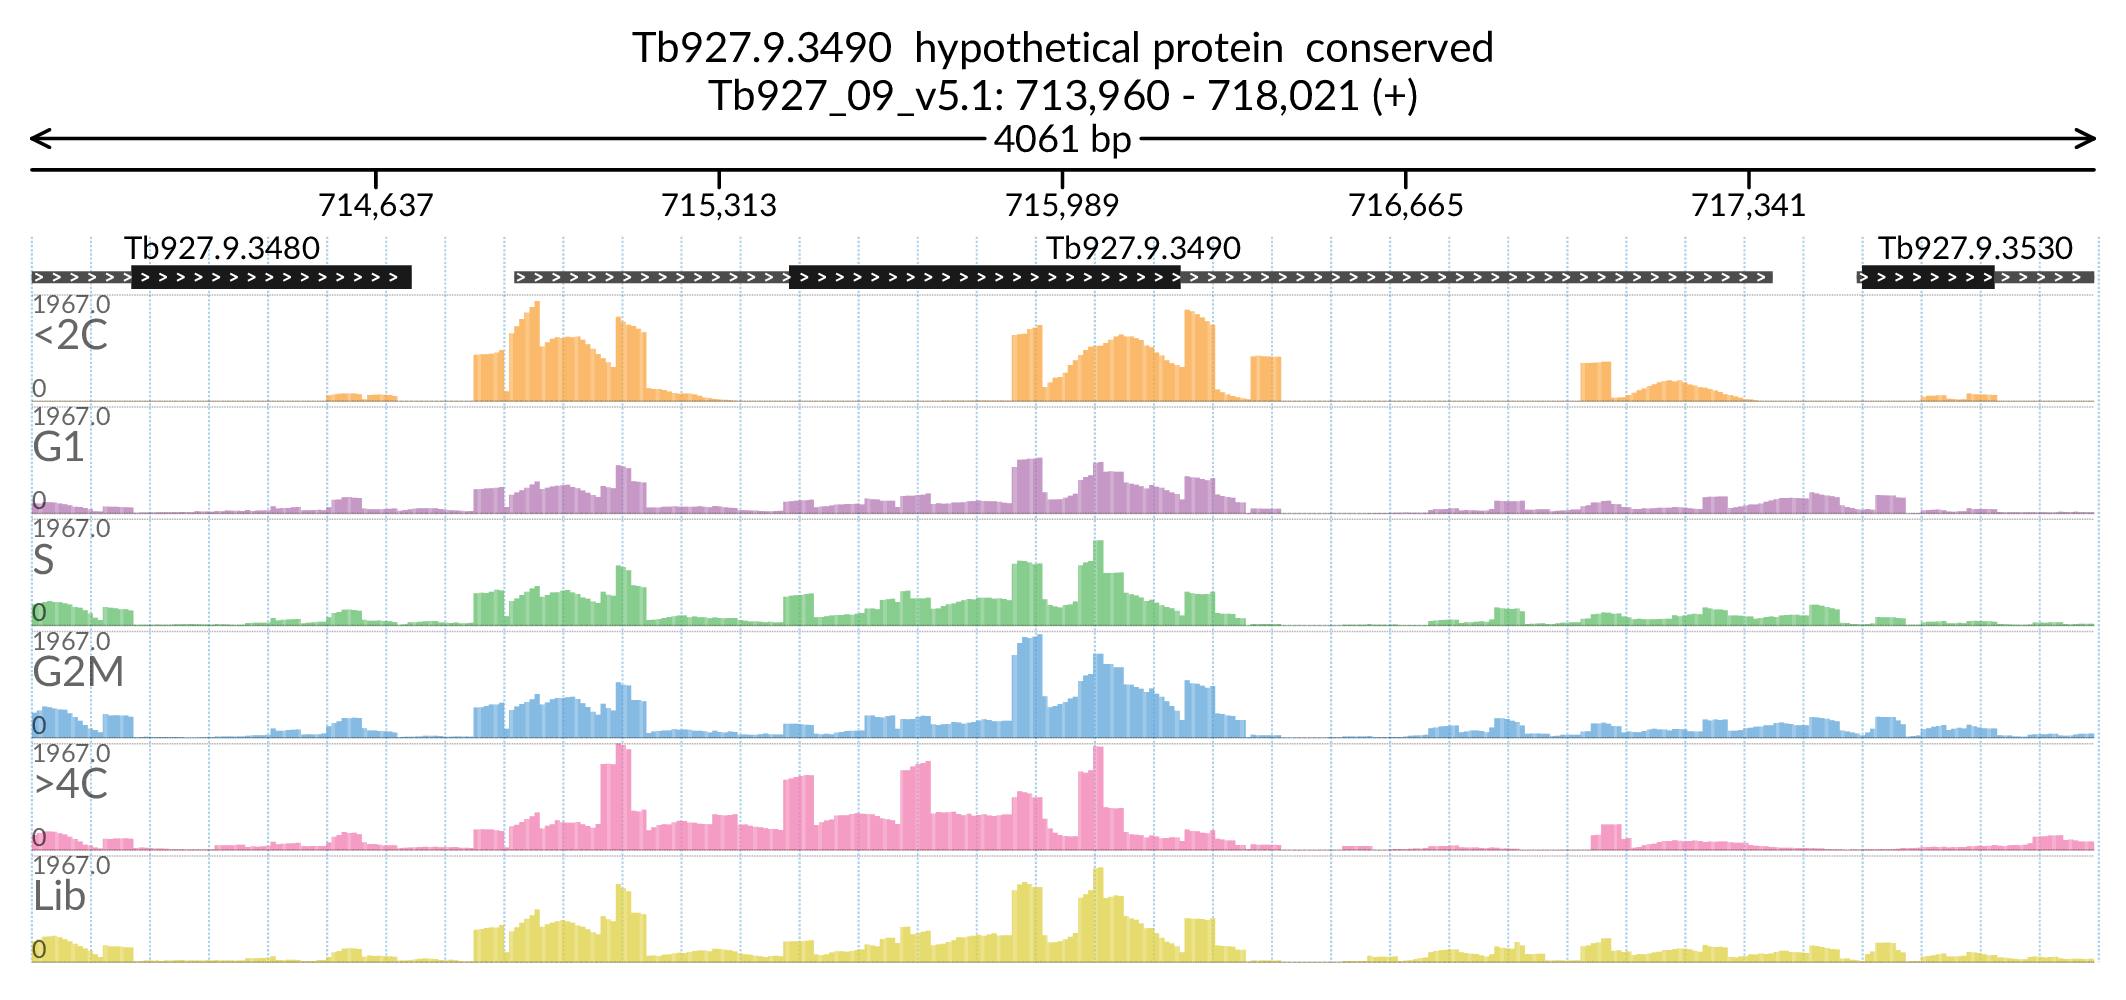 Tb927.9.3490 hypothetical protein conserved
Tb927_09_v5.1: 713,960 - 718,021 (+)
4061 bp
714,637 715,313 715,989 716,665 717,341
Tb927.9.3480 Tb927.9.3490 Tb927.9.3530
1967.0
<2C
0
1967.0
G1
0
1967.0
S
0
1967.0
G2M
0
1967.0
>4C
0
1967.0
Lib
0